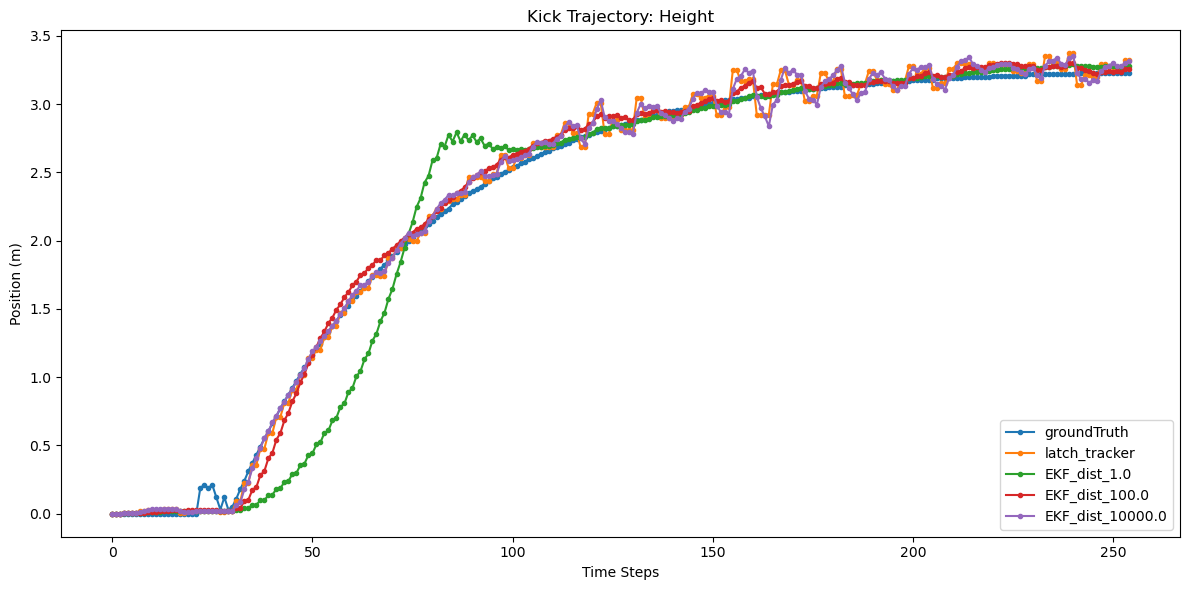 Kick Trajectory: Height
Position (m)
3.5
3.0
2.5
2.0
1.5
1.0
0.5
0.0
0
50
100
150
200
250
Time Steps
groundTruth
latch_tracker
EKF_dist_1.0
EKF_dist_100.0
EKF_dist_10000.0